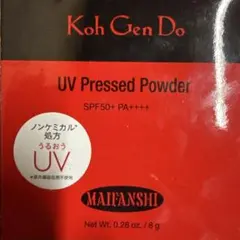 Koh Gen Do
UV Pressed Powder
SPF50+ PA++++
ノンケミカル*
処方
うるおう
UV
MAIFANSHI
Net Wt. 0.28 oz. / 8 g